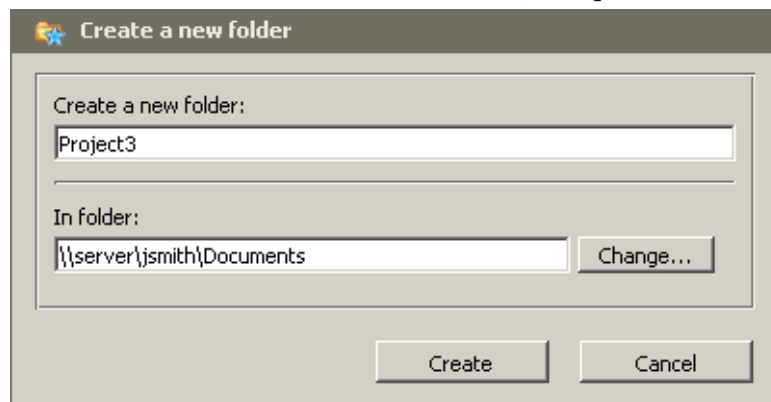 Create a new folder
Create a new folder:
Project3
In folder:
\\server\jsmith\Documents
Change...
Create
Cancel